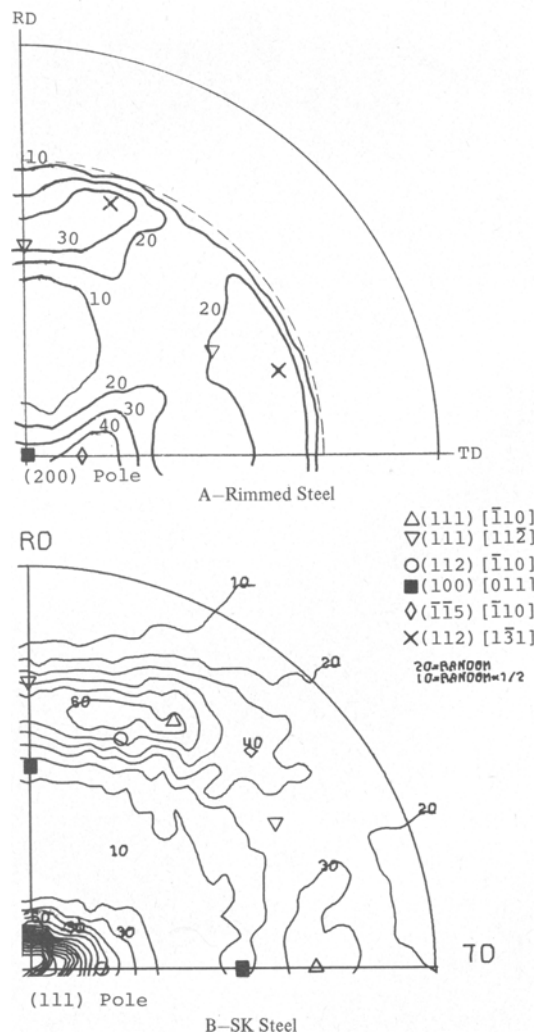 RD
10
30
20
10
20
20
30
40
TD
(200) Pole
A—Rimmed Steel
△(111) [1̄10]
▽(111) [112̄]
○(112) [1̄10]
■(100) [011]
◊(1̄1̄5) [1̄10]
×(112) [13̄1]
20=RANDOM
10=RANDOM×1/2
RD
10
20
60
40
20
10
30
30
TD
(111) Pole
B—SK Steel